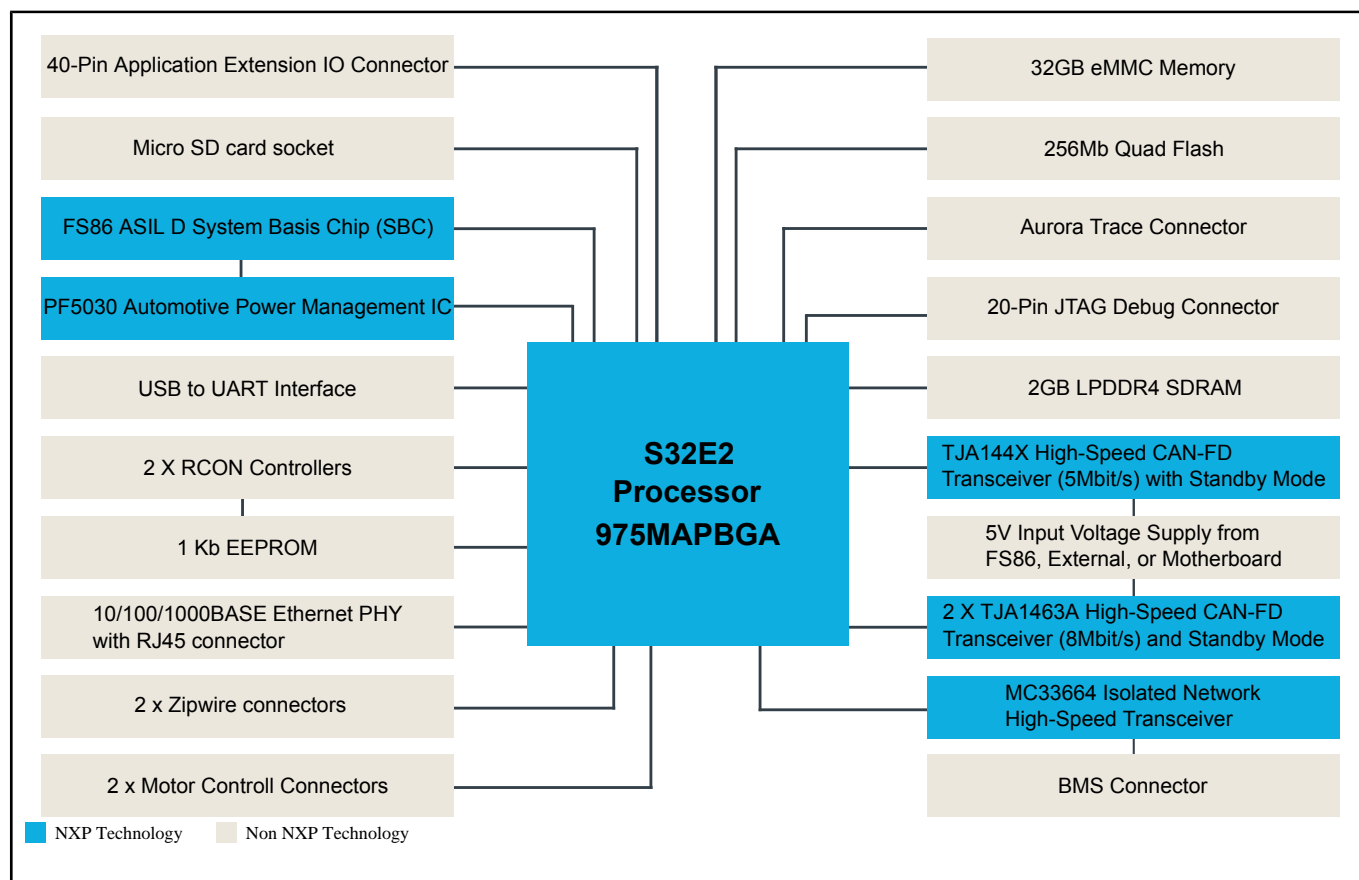 40-Pin Application Extension IO Connector
Micro SD card socket
FS86 ASIL D System Basis Chip (SBC)
PF5030 Automotive Power Management IC
USB to UART Interface
2 X RCON Controllers
1 Kb EEPROM
10/100/1000BASE Ethernet PHY
with RJ45 connector
2 x Zipwire connectors
2 x Motor Controll Connectors
S32E2
Processor
975MAPBGA
32GB eMMC Memory
256Mb Quad Flash
Aurora Trace Connector
20-Pin JTAG Debug Connector
2GB LPDDR4 SDRAM
TJA144X High-Speed CAN-FD
Transceiver (5Mbit/s) with Standby Mode
5V Input Voltage Supply from
FS86, External, or Motherboard
2 X TJA1463A High-Speed CAN-FD
Transceiver (8Mbit/s) and Standby Mode
MC33664 Isolated Network
High-Speed Transceiver
BMS Connector
NXP Technology
Non NXP Technology